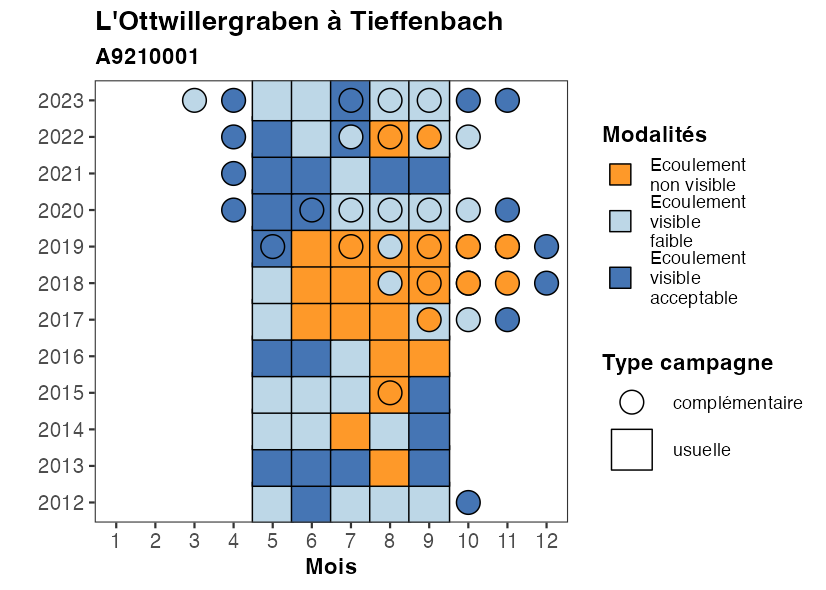 L'Ottwillergraben à Tieffenbach
A9210001
2023
2022
2021
2020
2019
2018
2017
2016
2015
2014
2013
2012
1 2 3 4 5 6 7 8 9 10 11 12
Mois
Modalités
Ecoulement
non visible
Ecoulement
visible
faible
Ecoulement
visible
acceptable
Type campagne
complémentaire
usuelle